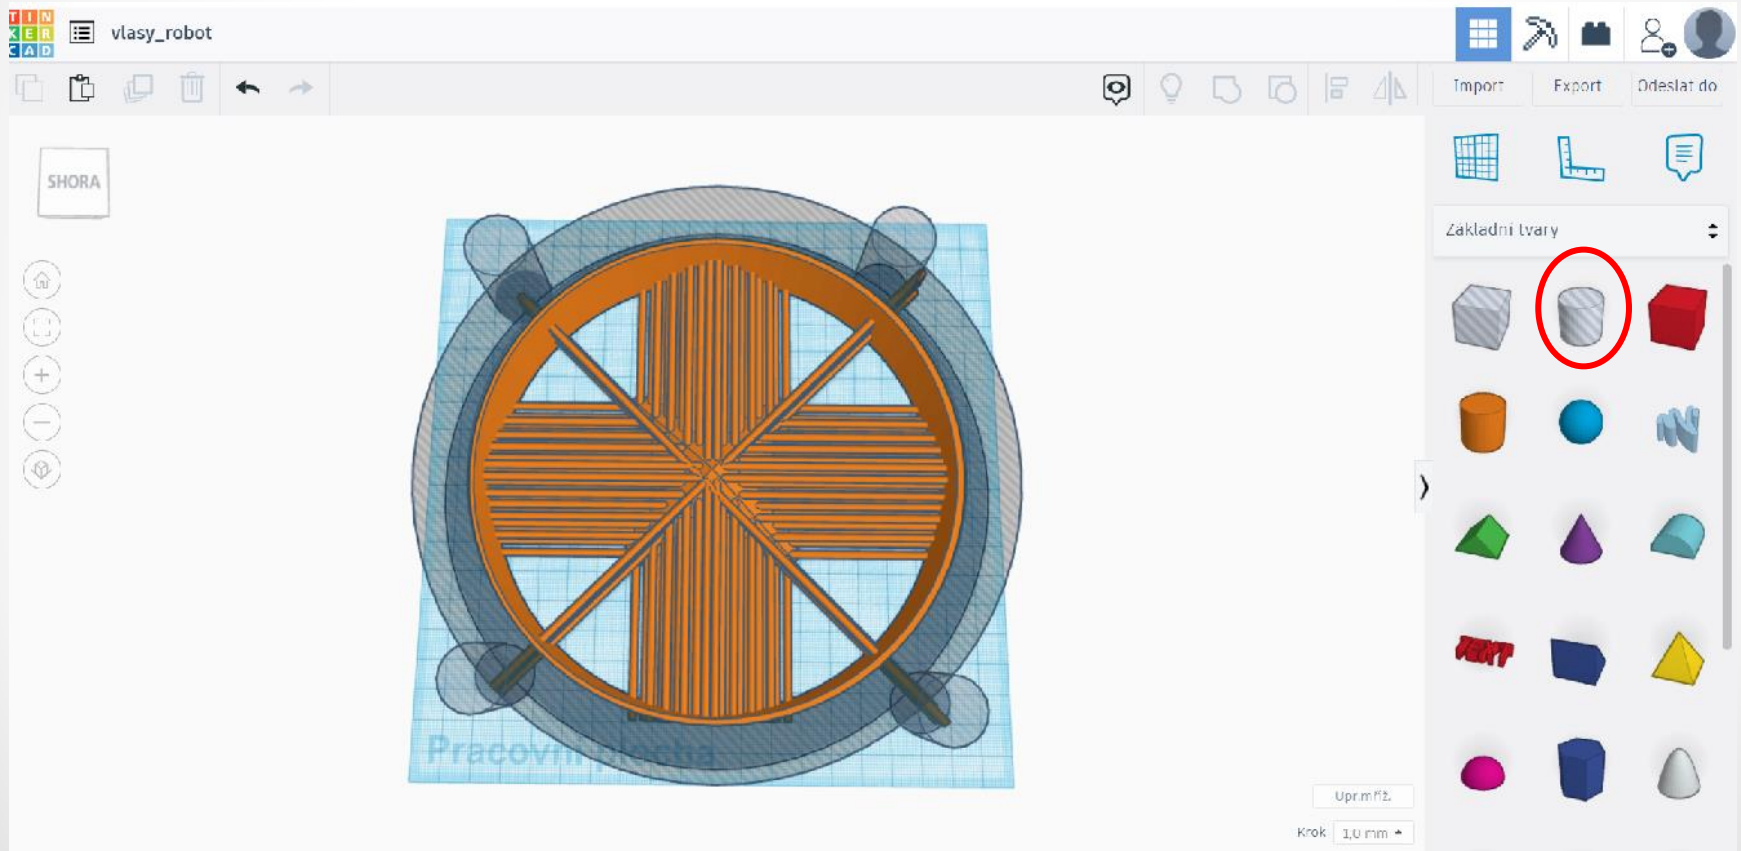 TIN
KER
CAD
vlasy_robot
Import
Export
Odeslat do
SHORA
Základní tvary
TEXT
Pracovní plocha
Upr.mříž.
Krok
1,0 mm